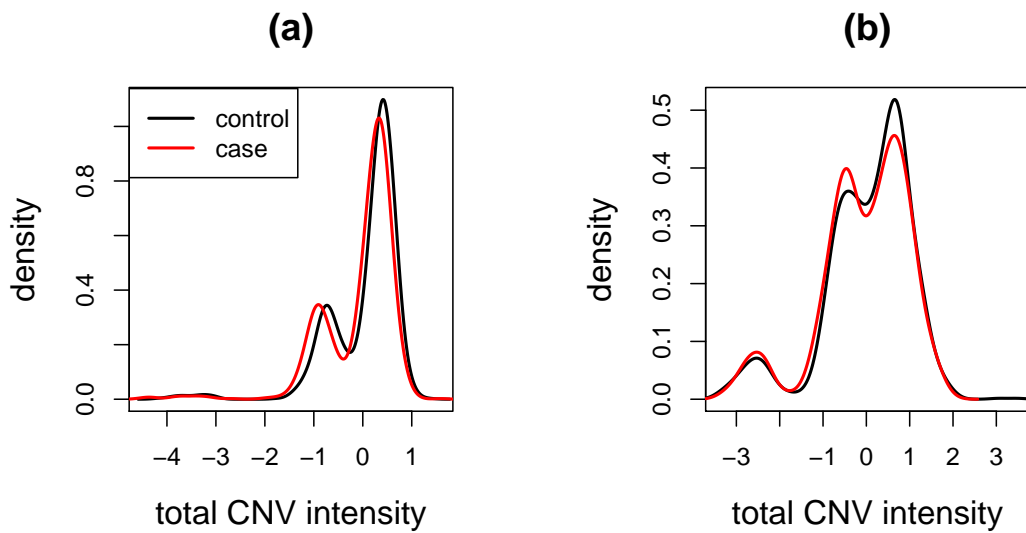 (a)
control
case
density
0.0
0.4
0.8
−4
−3
−2
−1
0
1
total CNV intensity
(b)
density
0.0
0.1
0.2
0.3
0.4
0.5
−3
−1
0
1
2
3
total CNV intensity